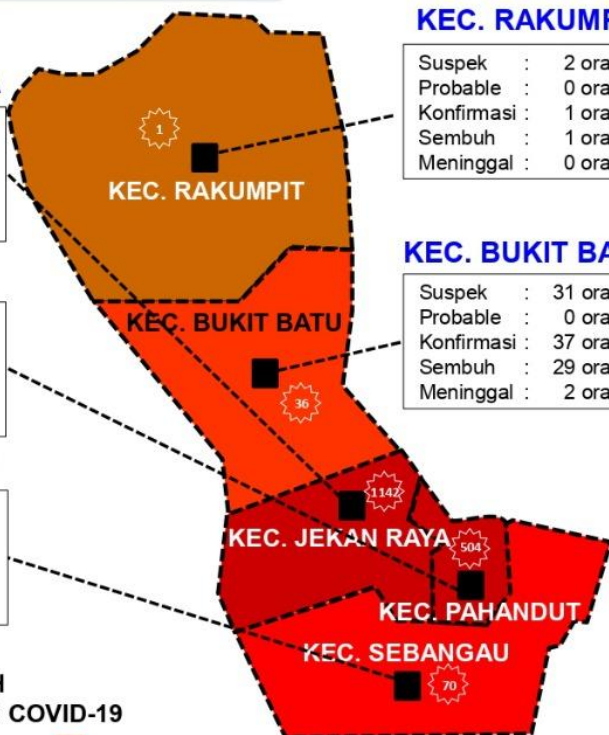 KEC. RAKUMP
Suspek : 2 ora
Probable : 0 ora
Konfirmasi : 1 ora
Sembuh : 1 ora
Meninggal : 0 ora
1
KEC. RAKUMPIT
KEC. BUKIT BA
Suspek : 31 ora
Probable : 0 ora
Konfirmasi : 37 ora
Sembuh : 29 ora
Meninggal : 2 ora
KEC. BUKIT BATU
36
1142
KEC. JEKAN RAYA
504
KEC. PAHANDUT
KEC. SEBANGAU
70
H
COVID-19